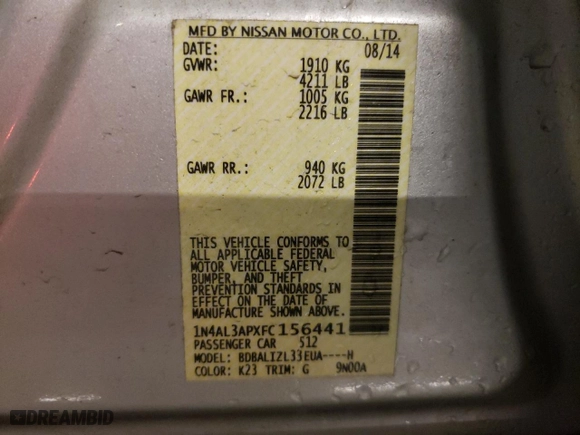 MFD BY NISSAN MOTOR CO., LTD.
DATE: 08/14
GVWR: 1910 KG
4211 LB
GAWR FR.: 1005 KG
2216 LB
GAWR RR.: 940 KG
2072 LB
THIS VEHICLE CONFORMS TO
ALL APPLICABLE FEDERAL
MOTOR VEHICLE SAFETY,
BUMPER, AND THEFT
PREVENTION STANDARDS IN
EFFECT ON THE DATE OF
MANUFACTURE SHOWN ABOVE.
1N4AL3APXFC156441
PASSENGER CAR 512
MODEL: BDBALIZL33EUA----H
COLOR: K23 TRIM: G 9N00A
DREAMBID